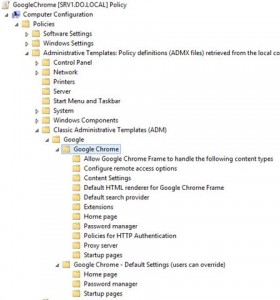 GoogleChrome [SRV1.DO.LOCAL] Policy
Computer Configuration
Policies
Software Settings
Windows Settings
Administrative Templates: Policy definitions (ADMX files) retrieved from the local co
Control Panel
Network
Printers
Server
Start Menu and Taskbar
System
Windows Components
Classic Administrative Templates (ADM)
Google
Google Chrome
Allow Google Chrome Frame to handle the following content types
Configure remote access options
Content Settings
Default HTML renderer for Google Chrome Frame
Default search provider
Extensions
Home page
Password manager
Policies for HTTP Authentication
Proxy server
Startup pages
Google Chrome - Default Settings (users can override)
Home page
Password manager
Startup pages